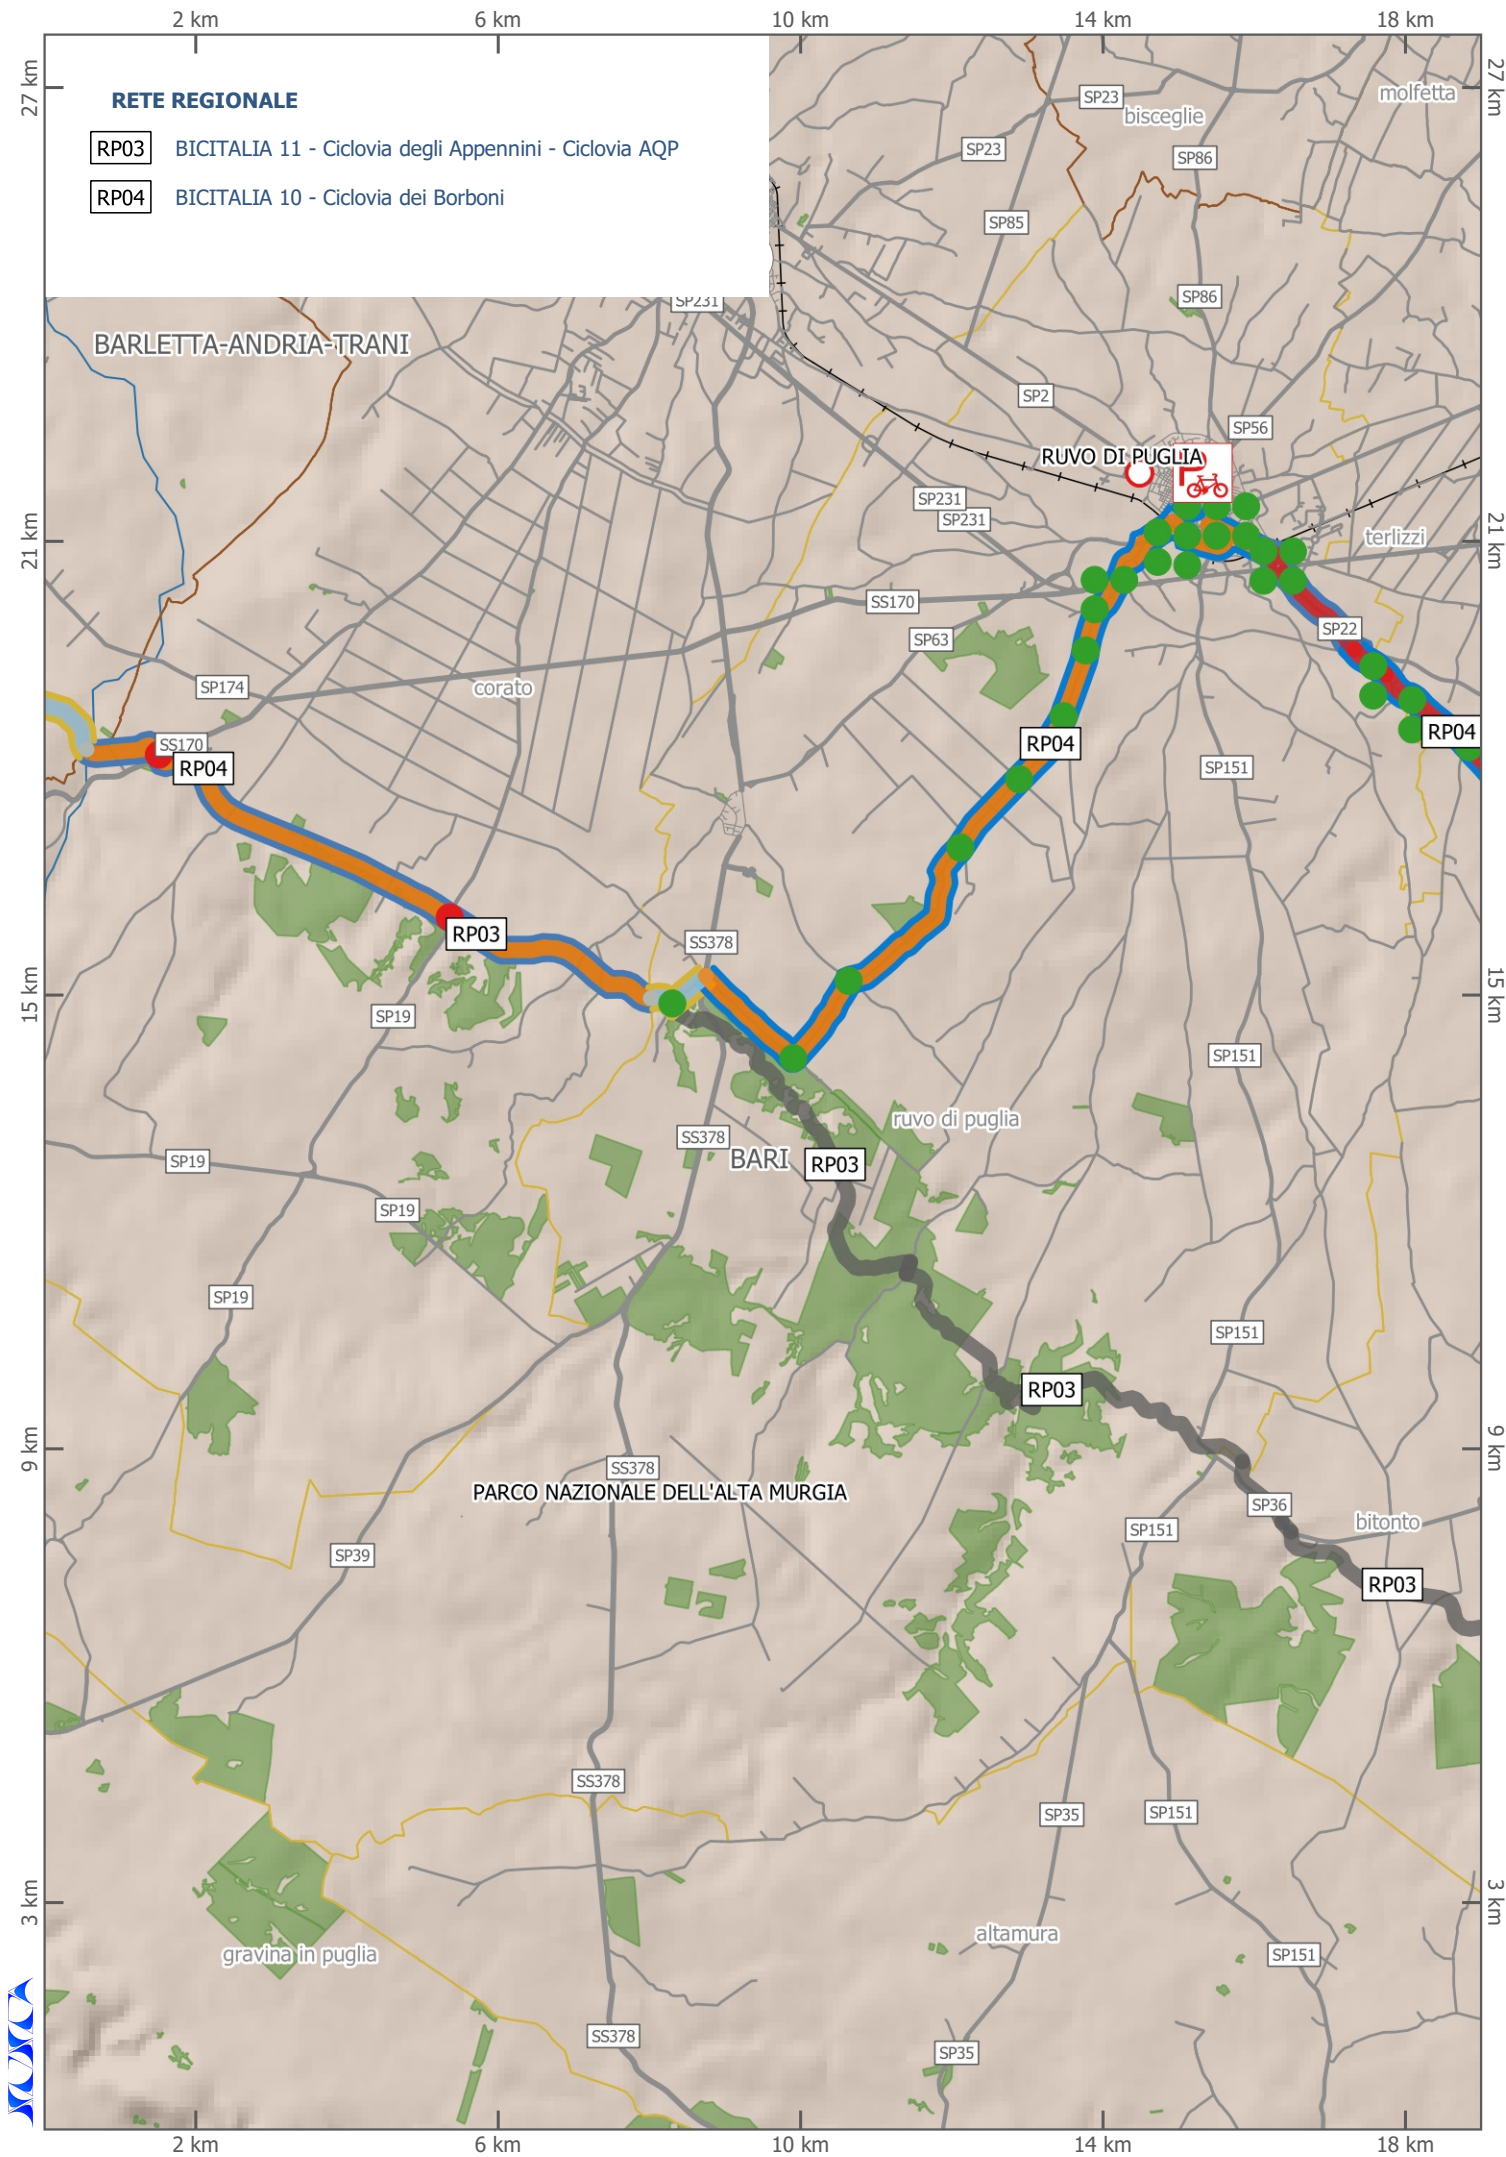 2 km
6 km
10 km
14 km
18 km
27 km
27 km
RETE REGIONALE
RP03 BICITALIA 11 - Ciclovia degli Appennini - Ciclovia AQP
RP04 BICITALIA 10 - Ciclovia dei Borboni
SP23
molfetta
bisceglie
SP23
SP86
SP85
SP86
SP231
BARLETTA-ANDRIA-TRANI
SP2
SP56
RUVO DI PUGLIA
P
SP231
SP231
21 km
21 km
terlizzi
SS170
SP22
SP63
SP174
corato
RP04
SS170
RP04
RP04
SP151
RP03
SS378
15 km
15 km
SP19
SP151
ruvo di puglia
SS378
BARI
RP03
SP19
SP19
SP19
SP151
RP03
9 km
9 km
SS378
PARCO NAZIONALE DELL'ALTA MURGIA
SP36
bitonto
SP151
SP39
RP03
SS378
SP35
SP151
3 km
3 km
altamura
gravina in puglia
SP151
SS378
SP35
2 km
6 km
10 km
14 km
18 km